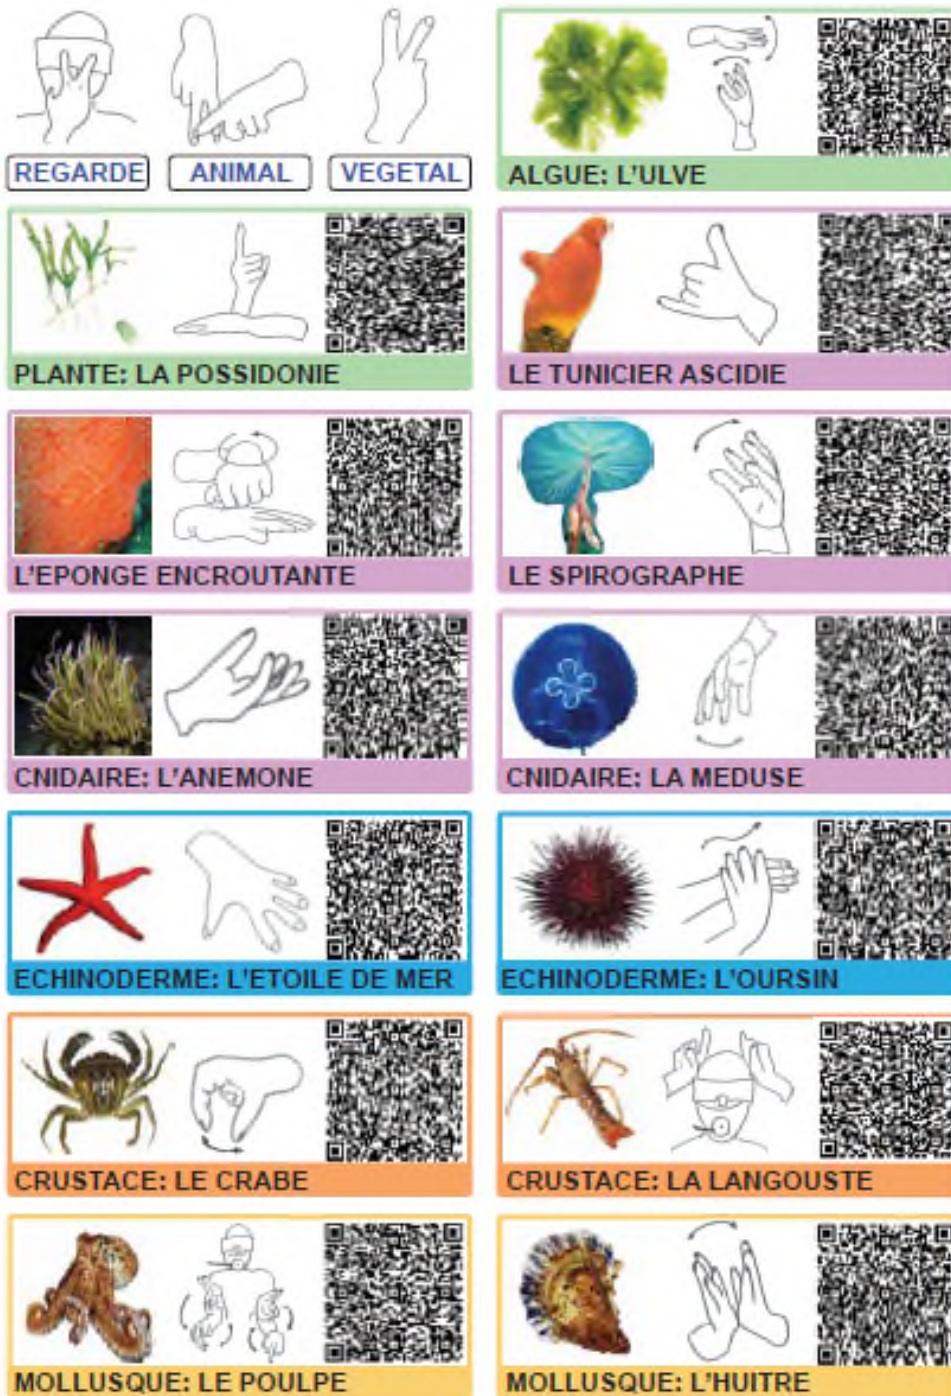 REGARDE
ANIMAL
VEGETAL
ALGUE: L'ULVE
PLANTE: LA POSSIDONIE
LE TUNICIER ASCIDIE
L'EPONGE ENCROUTANTE
LE SPIROGRAPHE
CNIDAIRE: L'ANEMONE
CNIDAIRE: LA MEDUSE
ECHINODERME: L'ETOILE DE MER
ECHINODERME: L'OURSIN
CRUSTACE: LE CRABE
CRUSTACE: LA LANGOUSTE
MOLLUSQUE: LE POULPE
MOLLUSQUE: L'HUITRE